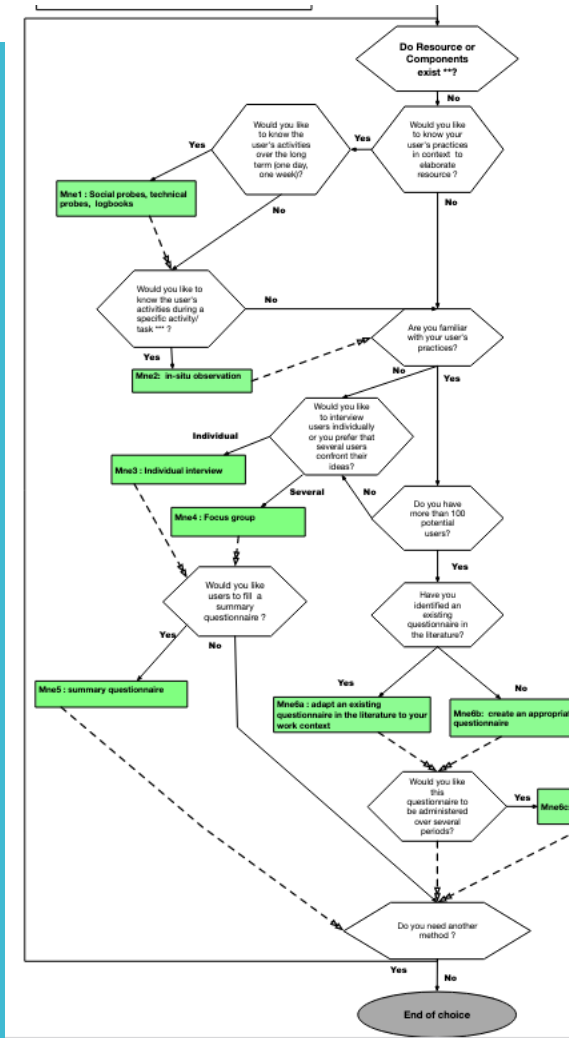 Do Resource or
Components
exist **?
No
Would you like
to know the
user's activities
over the long
term (one day,
one week)?
Yes
Yes
Would you like
to know your
user's practices
in context to
elaborate
resource ?
Mne1 : Social probes, technical
probes, logbooks
No
No
Would you like to
know the user's
activities during a
specific activity/
task *** ?
No
Are you familiar
with your user's
practices?
Yes
Mne2: in-situ observation
No
Yes
Would you like
to interview
users individually
or you prefer that
several users
confront their
ideas?
Individual
Mne3 : Individual interview
Several
No
Mne4 : Focus group
Do you have
more than 100
potential
users?
Yes
Would you like
users to fill a
summary
questionnaire ?
Have you
identified an
existing
questionnaire in
the literature?
Yes
No
Mne5 : summary questionnaire
Yes
No
Mne6a : adapt an existing
questionnaire in the literature to your
work context
Mne6b: create an appropriat
questionnaire
Would you like
this
questionnaire to
be administered
over several
periods?
Yes
Mne6c
Do you need another
method ?
Yes
No
End of choice